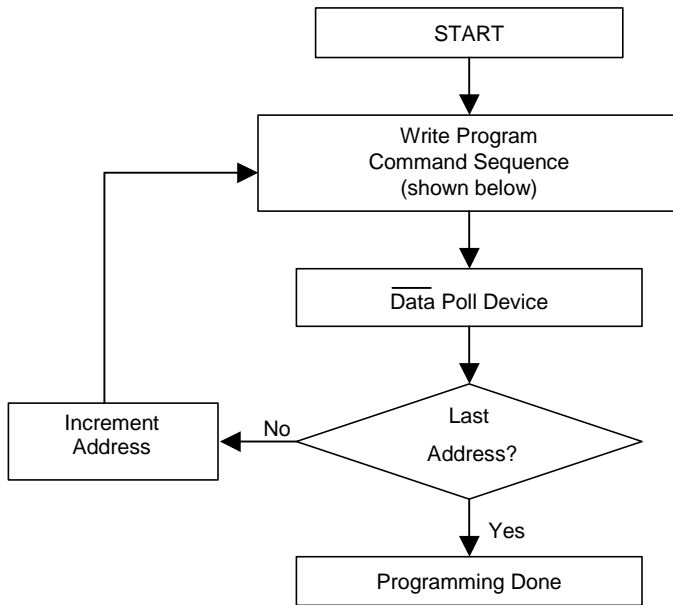 START
Write Program
Command Sequence
(shown below)
Data Poll Device
Increment
Address
No
Last
Address?
Yes
Programming Done